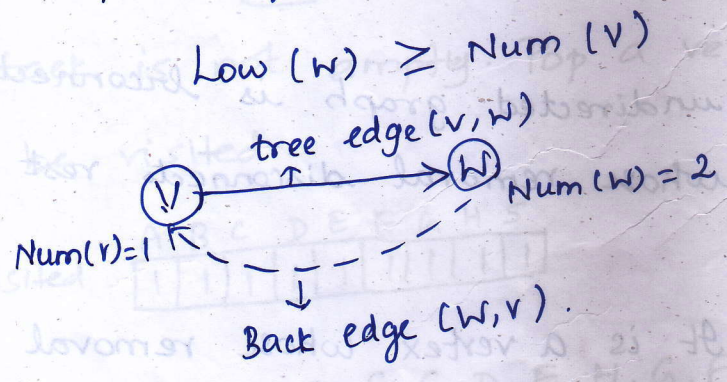 Low (W) ≥ Num (V)
tree edge (V, W)
V
W
Num (W) = 2
Num(V)=1
Back edge (W, V).